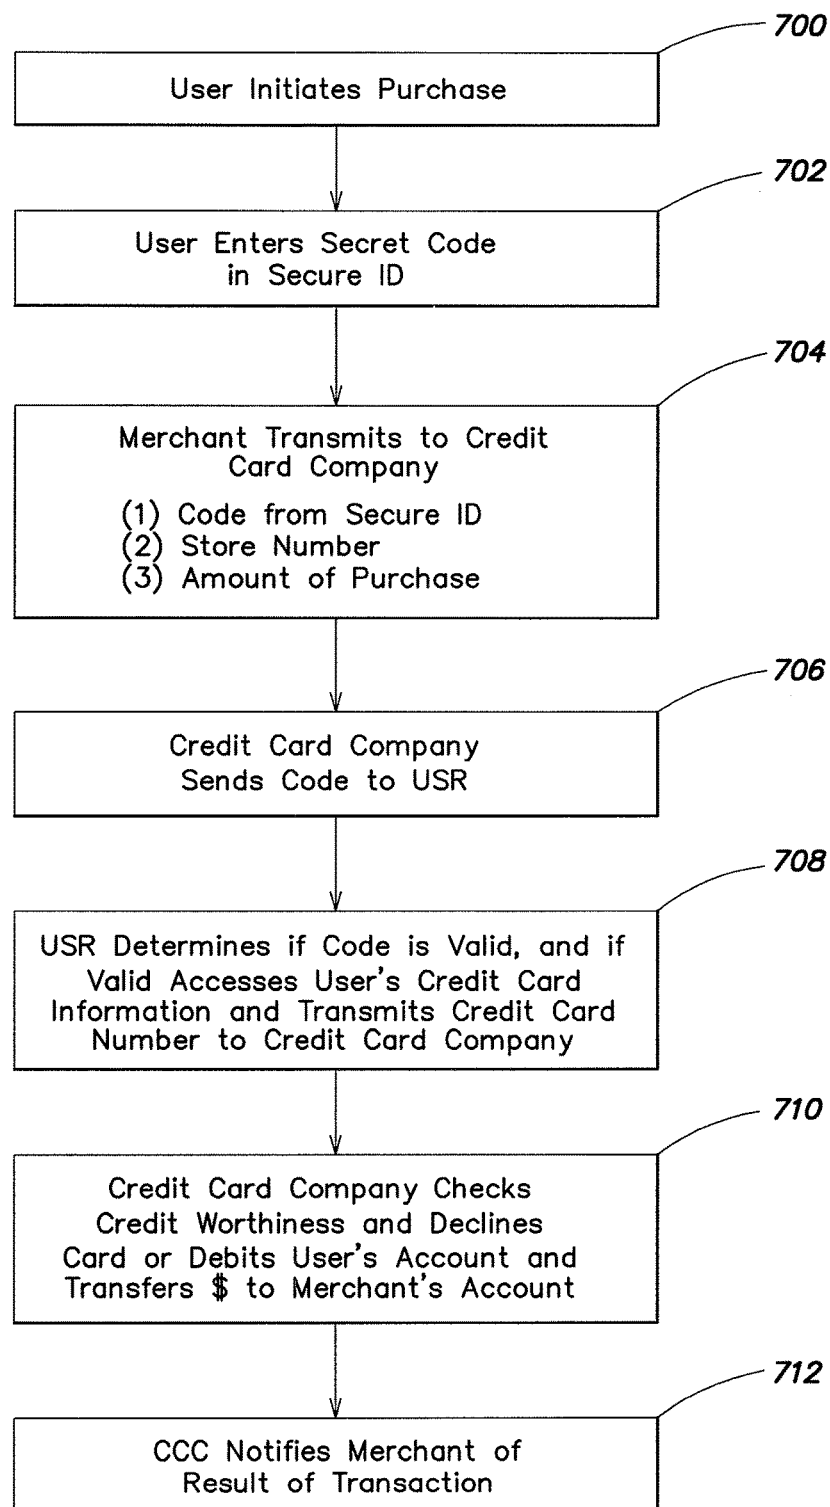 700
User Initiates Purchase
702
User Enters Secret Code
in Secure ID
704
Merchant Transmits to Credit
Card Company
(1) Code from Secure ID
(2) Store Number
(3) Amount of Purchase
706
Credit Card Company
Sends Code to USR
708
USR Determines if Code is Valid, and if
Valid Accesses User's Credit Card
Information and Transmits Credit Card
Number to Credit Card Company
710
Credit Card Company Checks
Credit Worthiness and Declines
Card or Debits User's Account and
Transfers $ to Merchant's Account
712
CCC Notifies Merchant of
Result of Transaction